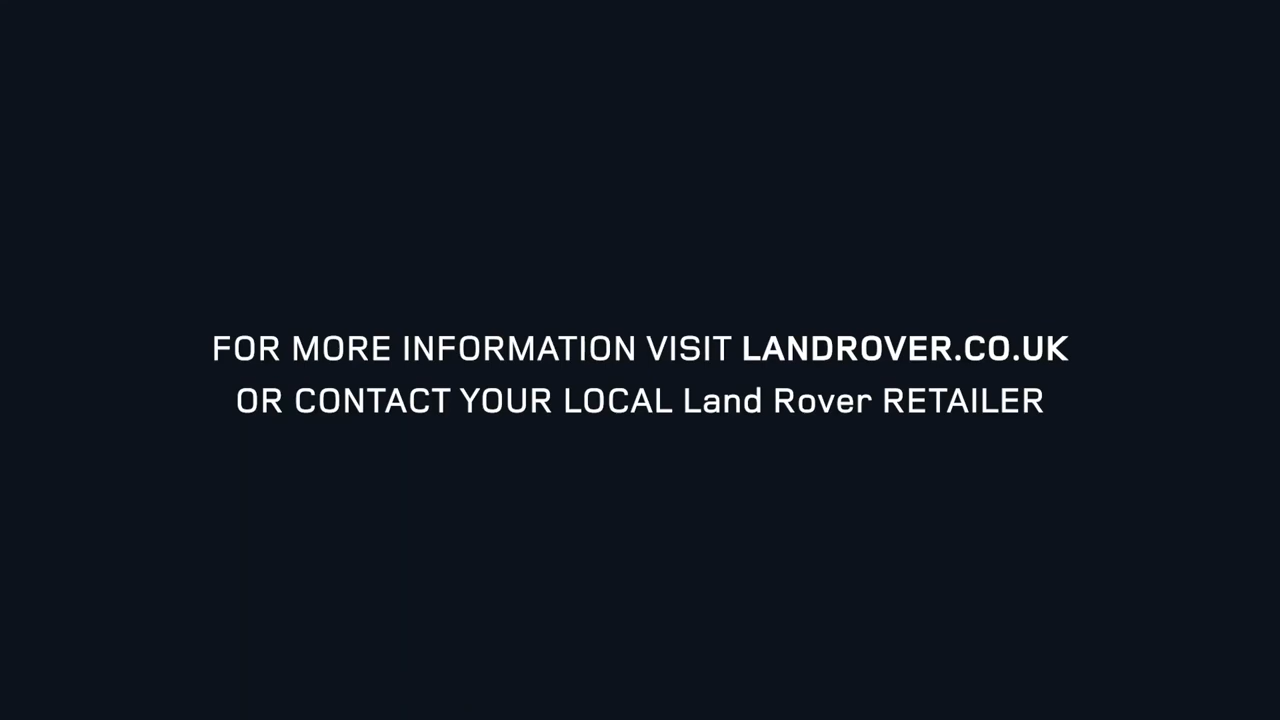 FOR MORE INFORMATION VISIT LANDROVER.CO.UK
OR CONTACT YOUR LOCAL Land Rover RETAILER